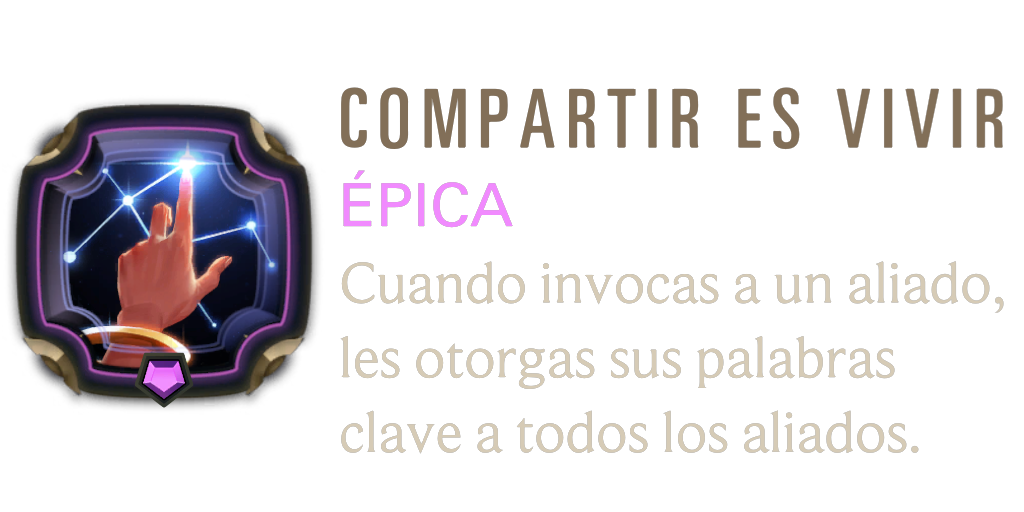 COMPARTIR ES VIVIR
ÉPICA
Cuando invocas a un aliado,
les otorgas sus palabras
clave a todos los aliados.